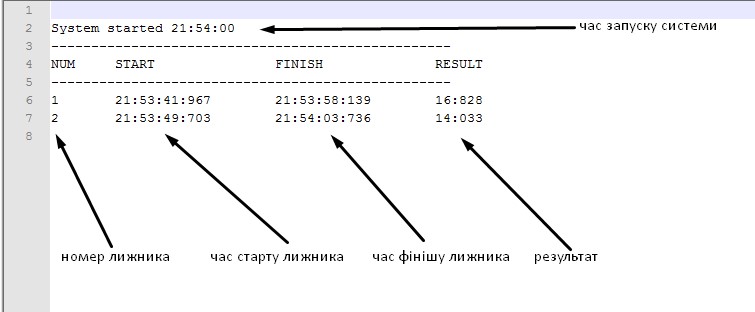 1
2 System started 21:54:00 час запуску системи
3 --------------------------------------------------
4 NUM START FINISH RESULT
5 --------------------------------------------------
6 1 21:53:41:967 21:53:58:139 16:828
7 2 21:53:49:703 21:54:03:736 14:033
8
номер лижника час старту лижника час фінішу лижника результат